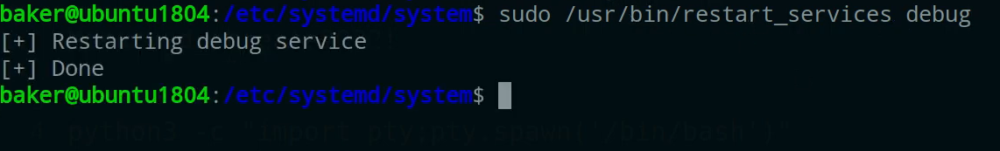 baker@ubuntu1804:/etc/systemd/system$ sudo /usr/bin/restart_services debug
[+] Restarting debug service
[+] Done
baker@ubuntu1804:/etc/systemd/system$
python3 -c "import pty;pty.spawn('/bin/bash')"